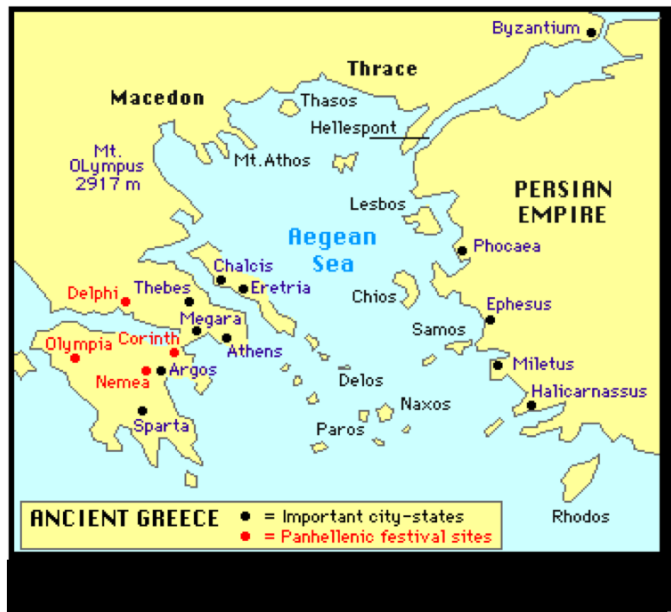 Byzantium
Thrace
Macedon
Thasos
Hellespont
Mt.
OLympus
2917 m
Mt. Athos
PERSIAN
EMPIRE
Lesbos
Aegean
Sea
Phocaea
Chalcis
Delphi
Thebes
Eretria
Chios
Ephesus
Megara
Samos
Olympia
Corinth
Athens
Nemea
Argos
Delos
Miletus
Halicarnassus
Naxos
Sparta
Paros
Rhodos
ANCIENT GREECE
= Important city-states
= Panhellenic festival sites